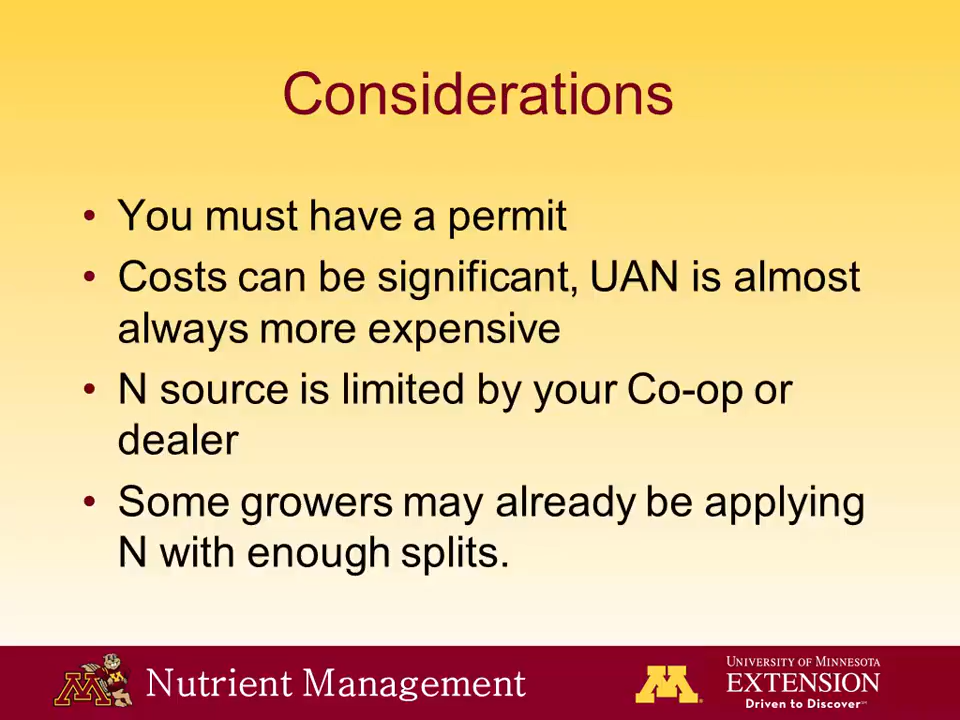 Considerations
• You must have a permit
• Costs can be significant, UAN is almost
always more expensive
• N source is limited by your Co-op or
dealer
• Some growers may already be applying
N with enough splits.
Nutrient Management
UNIVERSITY OF MINNESOTA
EXTENSION
Driven to Discover℠